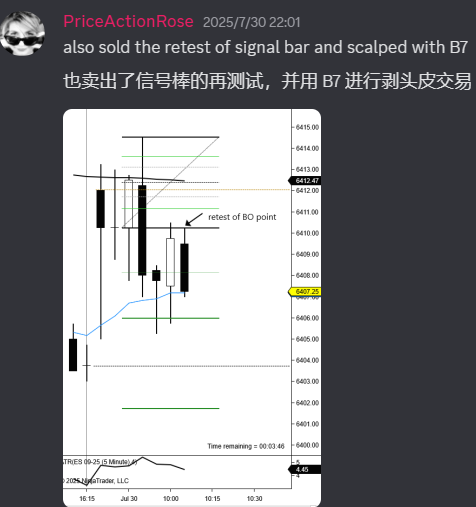 PriceActionRose 2025/7/30 22:01
also sold the retest of signal bar and scalped with B7
也卖出了信号棒的再测试，并用 B7 进行剥头皮交易
6415.00
6414.00
6413.00
6412.47
6412.00
6411.00
retest of BO point
6410.00
6409.00
6408.00
6407.25
6406.00
6405.00
6404.00
6403.00
6402.00
6401.00
Time remaining = 00:03:46
6400.00
ATR(ES 09-25 (5 Minute),4)
5
4.45
4
© 2025 NinjaTrader, LLC
16:15 Jul 30 10:00 10:15 10:30